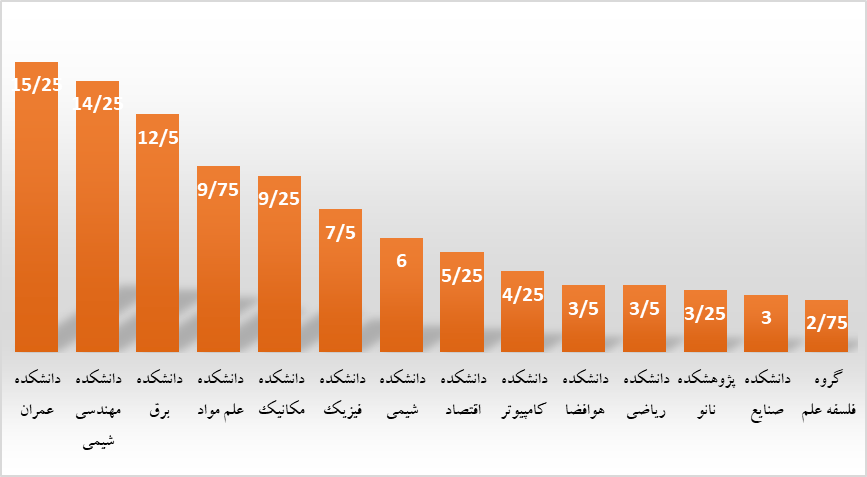 15/25
14/25
12/5
9/75
9/25
7/5
6
5/25
4/25
3/5
3/5
3/25
3
2/75
دانشکده
عمران
دانشکده
مهندسی
شیمی
دانشکده
برق
دانشکده
علم مواد
دانشکده
مکانیک
دانشکده
فیزیک
دانشکده
شیمی
دانشکده
اقتصاد
دانشکده
کامپیوتر
دانشکده
هوافضا
دانشکده
ریاضی
پژوهشکده
نانو
دانشکده
صنایع
گروه
فلسفه علم